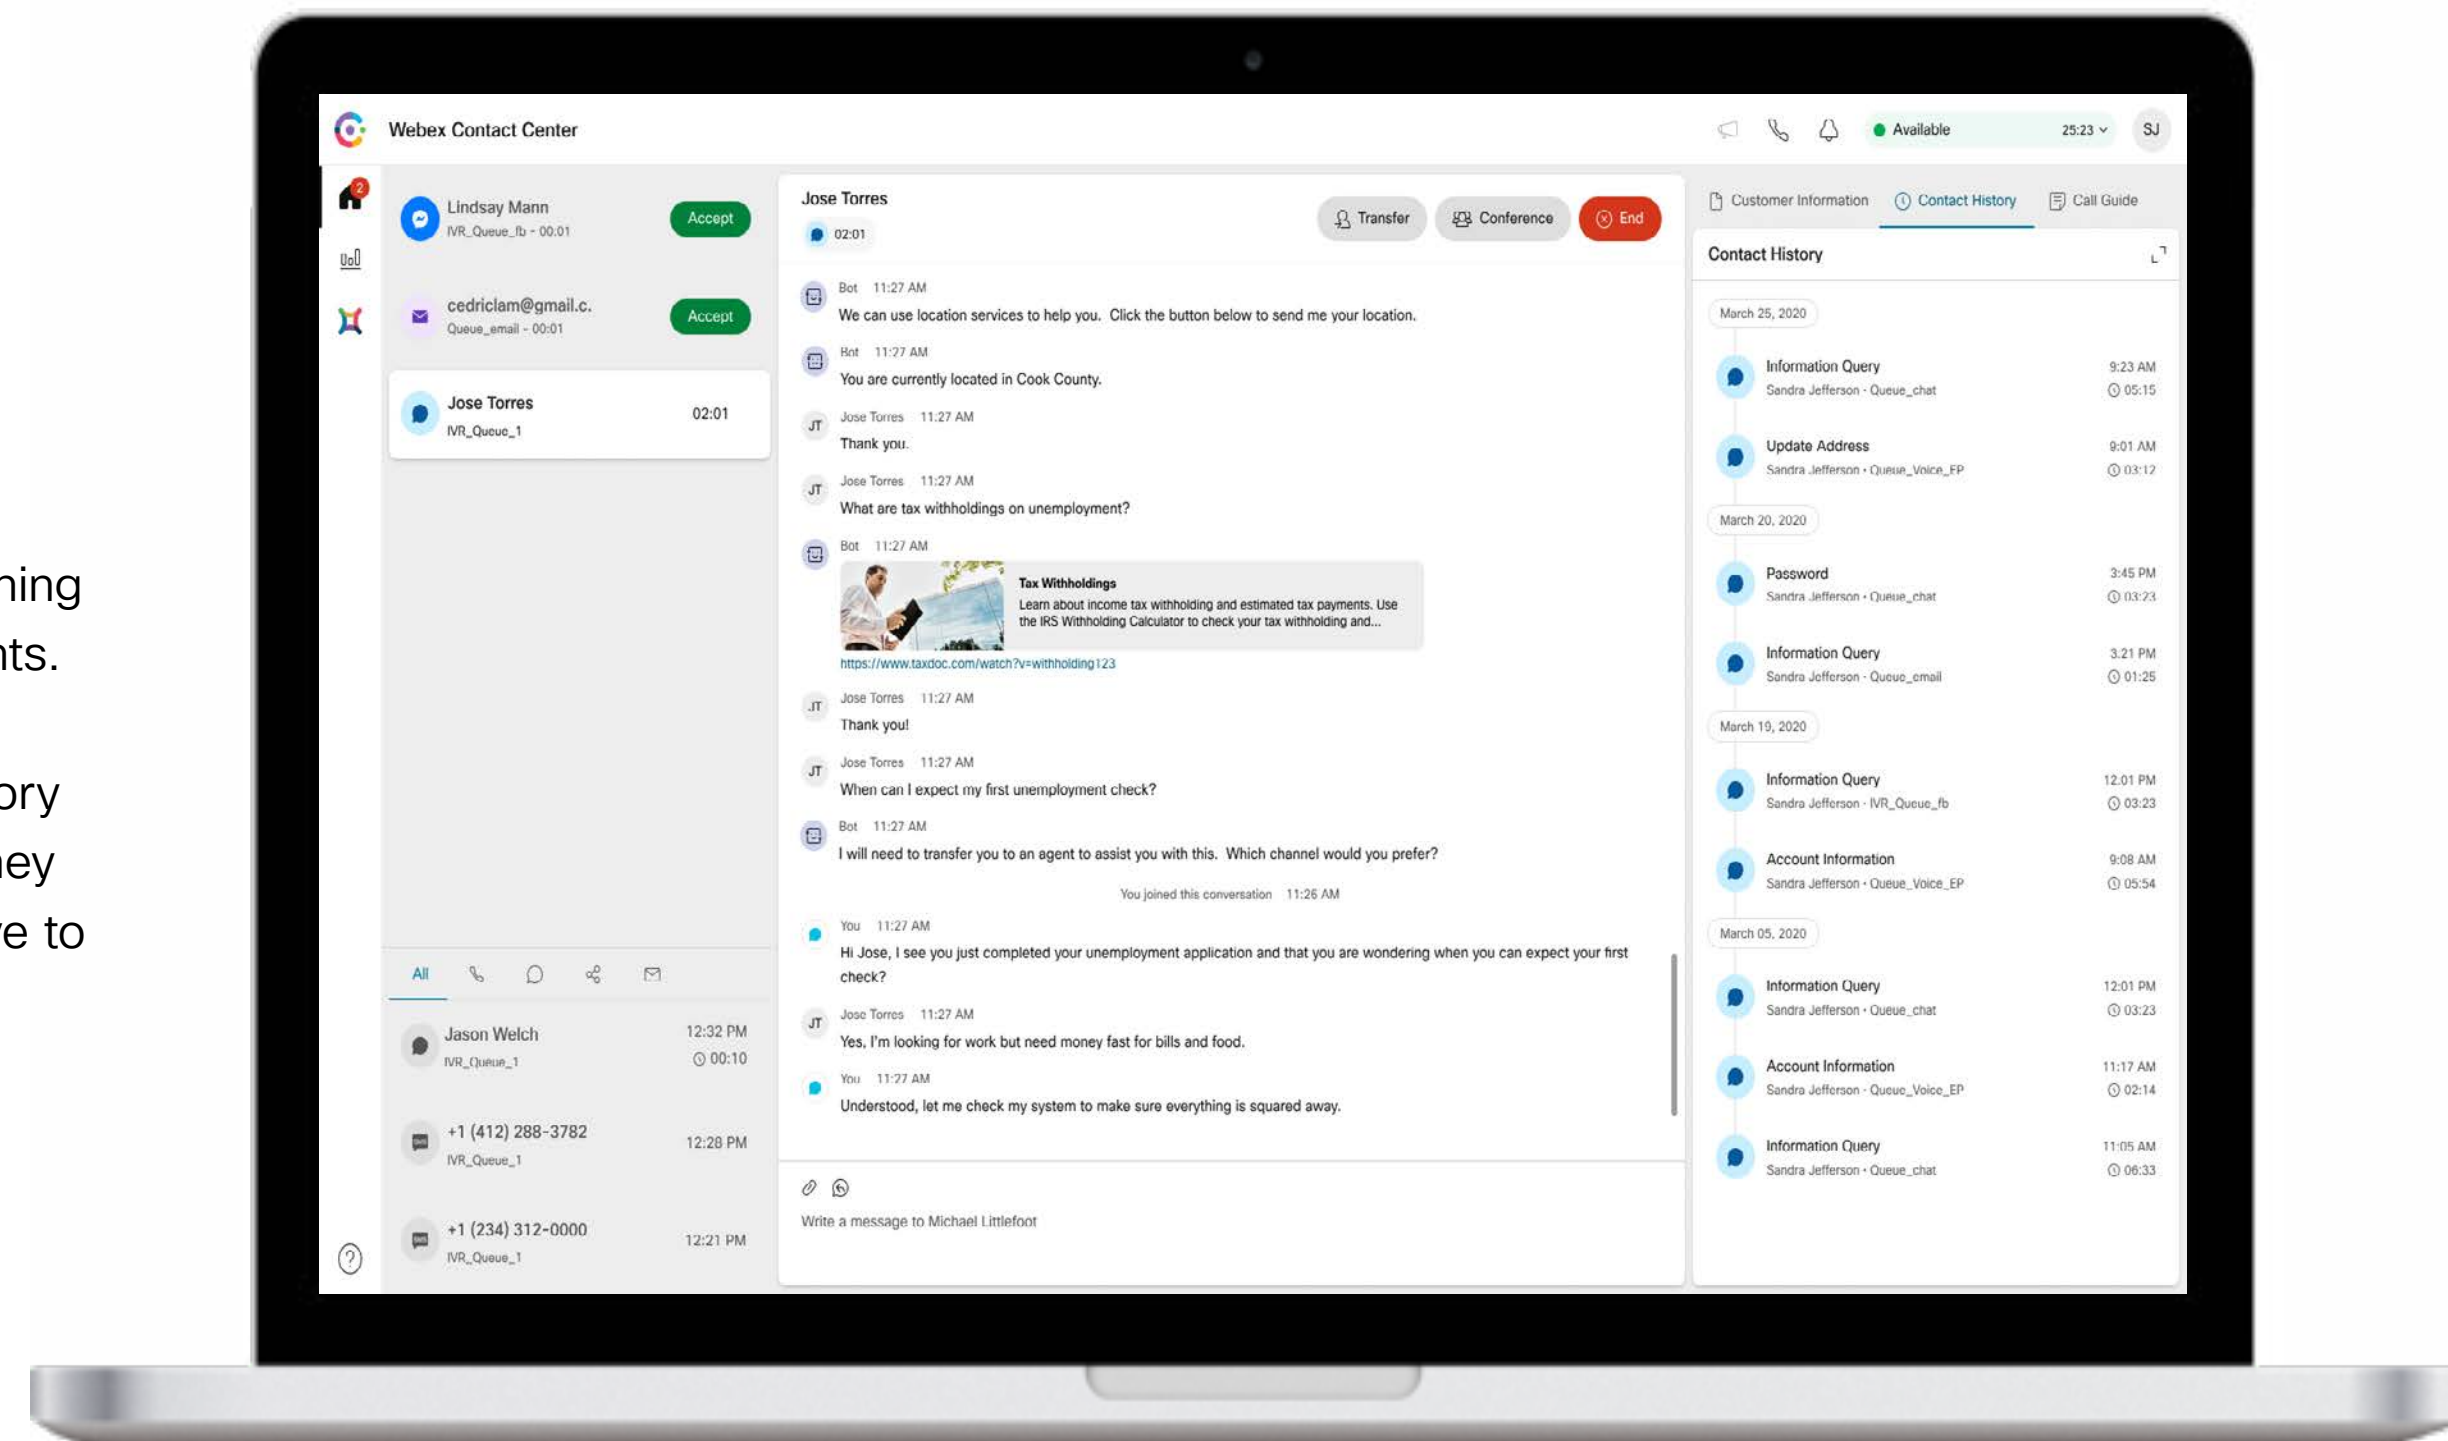 ning
nts.
ory
hey
ve to
Webex Contact Center
Available
25:23
SJ
2
Lindsay Mann
IVR_Queue_fb - 00:01
Accept
cedriclam@gmail.c.
Queue_email - 00:01
Accept
Jose Torres
IVR_Queue_1
02:01
All
Jason Welch
IVR_Queue_1
12:32 PM
00:10
+1 (412) 288-3782
IVR_Queue_1
12:28 PM
+1 (234) 312-0000
IVR_Queue_1
12:21 PM
Jose Torres
02:01
Transfer
Conference
End
Bot 11:27 AM
We can use location services to help you. Click the button below to send me your location.
Bot 11:27 AM
You are currently located in Cook County.
JT
Jose Torres 11:27 AM
Thank you.
JT
Jose Torres 11:27 AM
What are tax withholdings on unemployment?
Bot 11:27 AM
Tax Withholdings
Learn about income tax withholding and estimated tax payments. Use
the IRS Withholding Calculator to check your tax withholding and...
https://www.taxdoc.com/watch?v=withholding123
JT
Jose Torres 11:27 AM
Thank you!
JT
Jose Torres 11:27 AM
When can I expect my first unemployment check?
Bot 11:27 AM
I will need to transfer you to an agent to assist you with this. Which channel would you prefer?
You joined this conversation 11:26 AM
You 11:27 AM
Hi Jose, I see you just completed your unemployment application and that you are wondering when you can expect your first
check?
JT
Jose Torres 11:27 AM
Yes, I'm looking for work but need money fast for bills and food.
You 11:27 AM
Understood, let me check my system to make sure everything is squared away.
Write a message to Michael Littlefoot
Customer Information
Contact History
Call Guide
Contact History
March 25, 2020
Information Query 9:23 AM
Sandra Jefferson - Queue_chat 05:15
Update Address 9:01 AM
Sandra Jefferson • Queue_Voice_EP 03:12
March 20, 2020
Password 3:45 PM
Sandra Jefferson • Queue_chat 03:23
Information Query 3:21 PM
Sandra Jefferson - Queue_email 01:25
March 19, 2020
Information Query 12:01 PM
Sandra Jefferson - IVR_Queue_fb 03:23
Account Information 9:08 AM
Sandra Jefferson • Queue_Voice_EP 05:54
March 05, 2020
Information Query 12:01 PM
Sandra Jefferson • Queue_chat 03:23
Account Information 11:17 AM
Sandra Jefferson - Queue_Voice_EP 02:14
Information Query 11:05 AM
Sandra Jefferson • Queue_chat 06:33